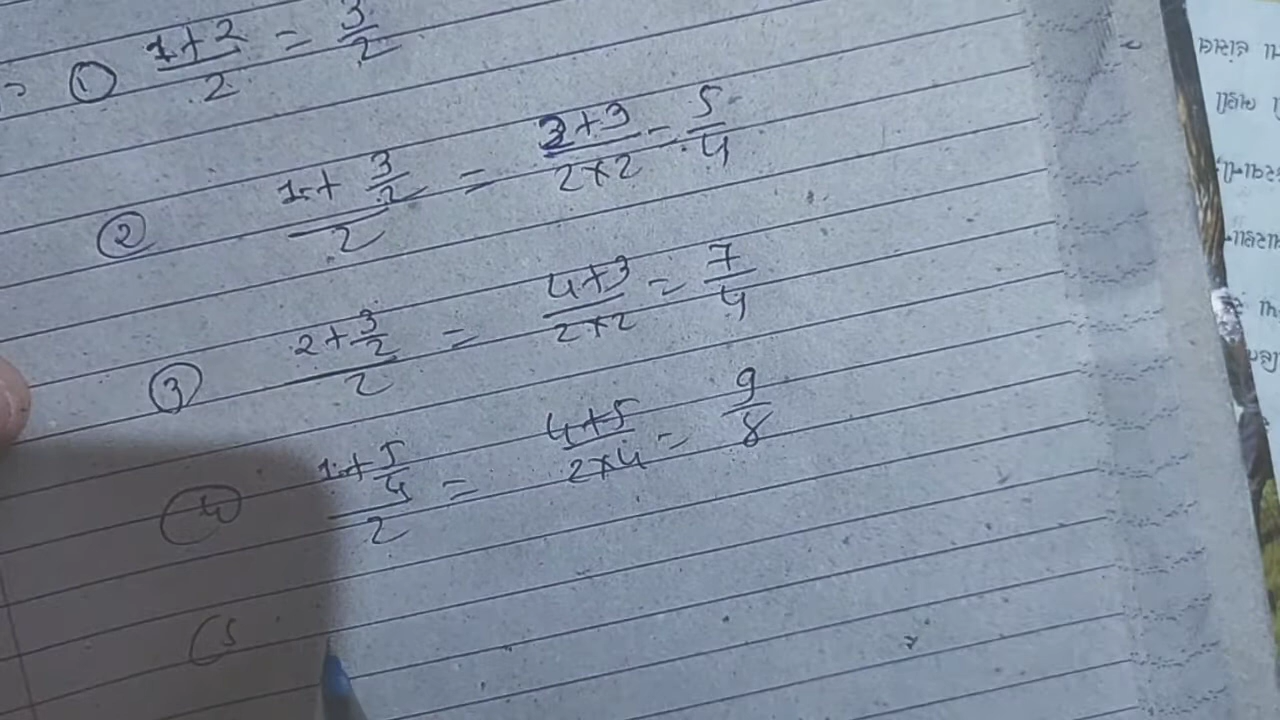 ① (1+2)/2 = 3/2
② (1+3/2)/2 = (2+3)/(2×2) = 5/4
③ (2+3/2)/2 = (4+3)/(2×2) = 7/4
④ (1+5/4)/2 = (4+5)/(2×4) = 9/8
(5